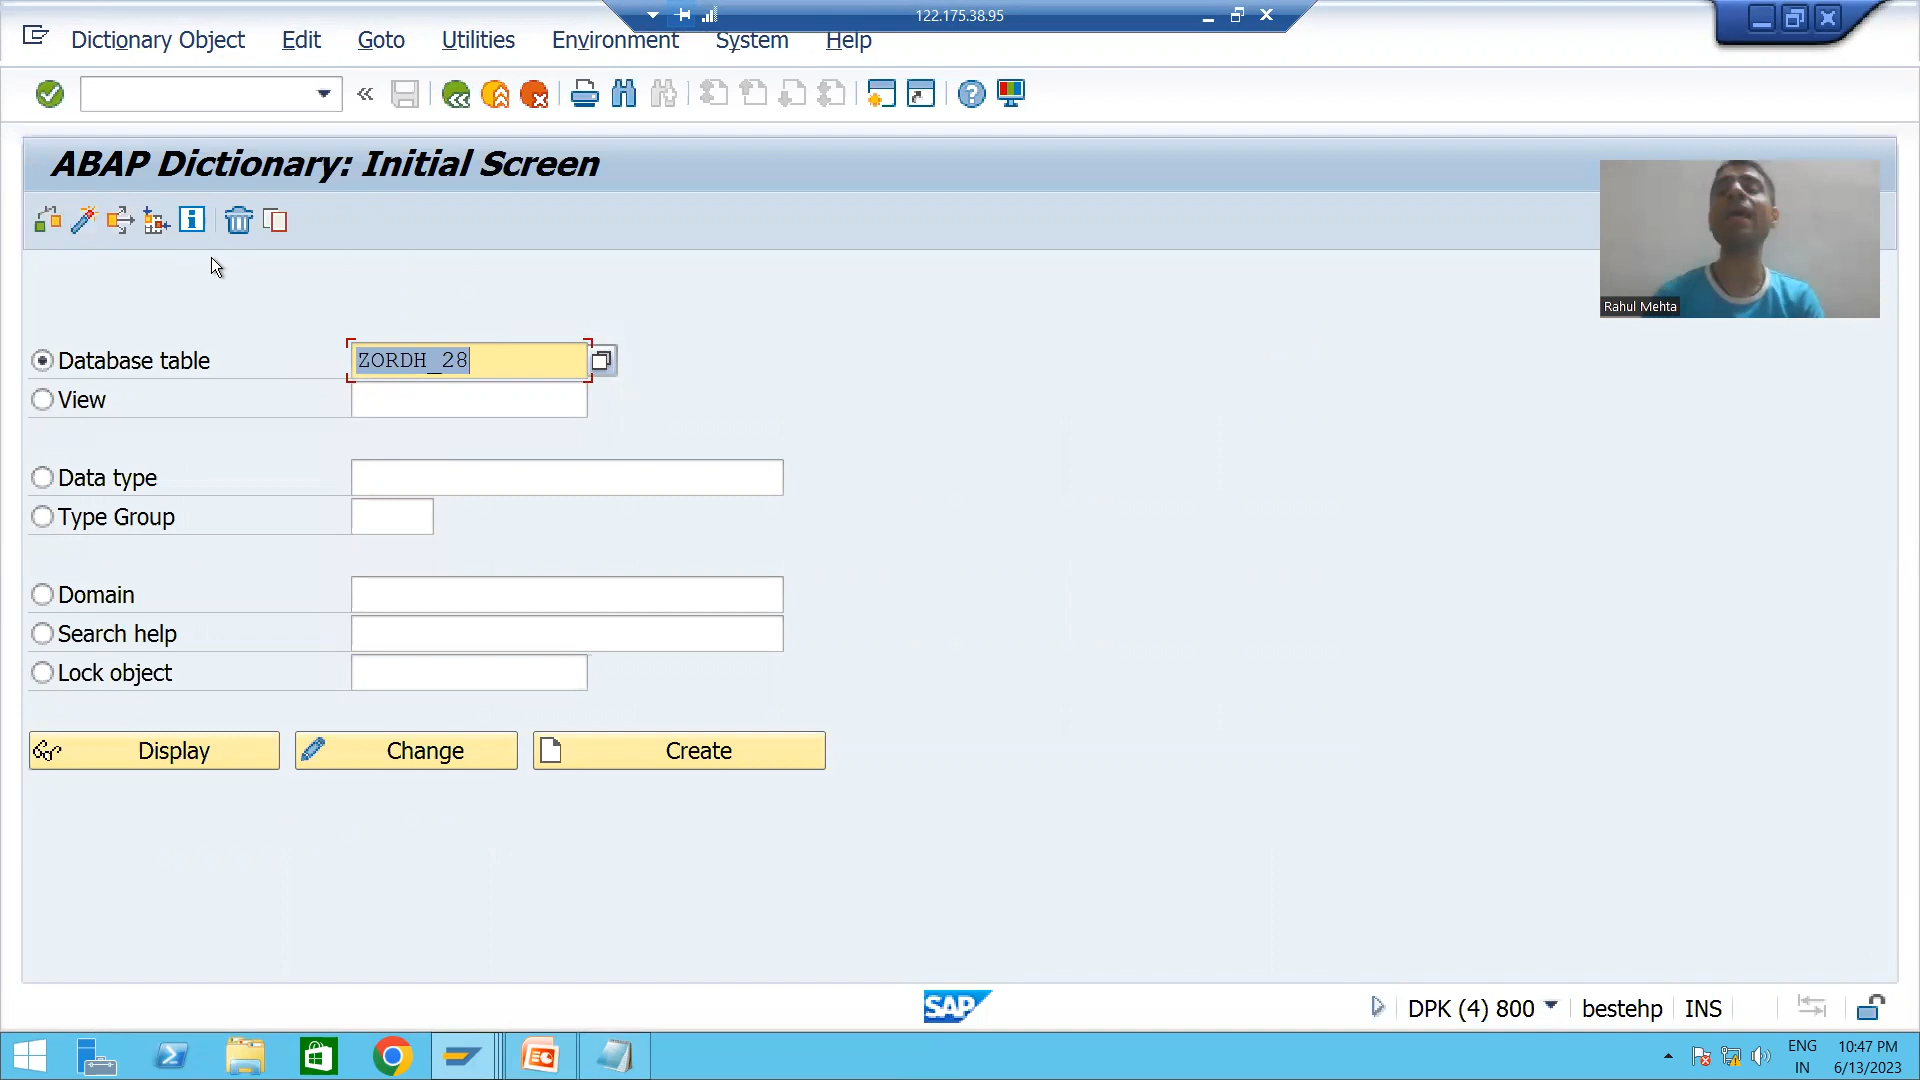 122.175.38.95
Dictionary Object Edit Goto Utilities Environment System Help
ABAP Dictionary: Initial Screen
Rahul Mehta
Database table ZORDH_28
View
Data type
Type Group
Domain
Search help
Lock object
Display Change Create
SAP DPK (4) 800 bestehp INS
ENG 10:47 PM
IN 6/13/2023